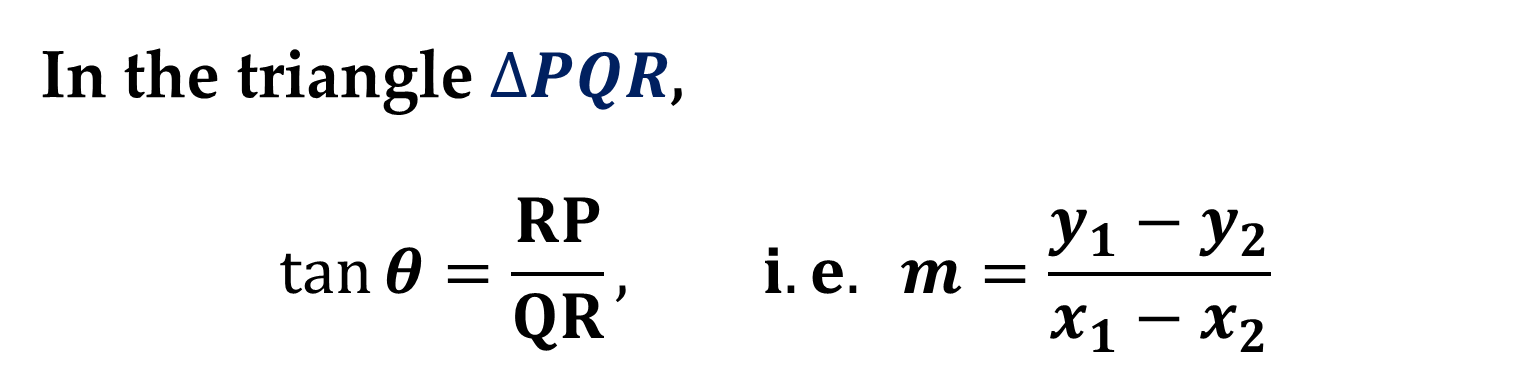 In the triangle ΔPQR,
tan θ = RP/QR, i.e. m = (y₁ − y₂)/(x₁ − x₂)